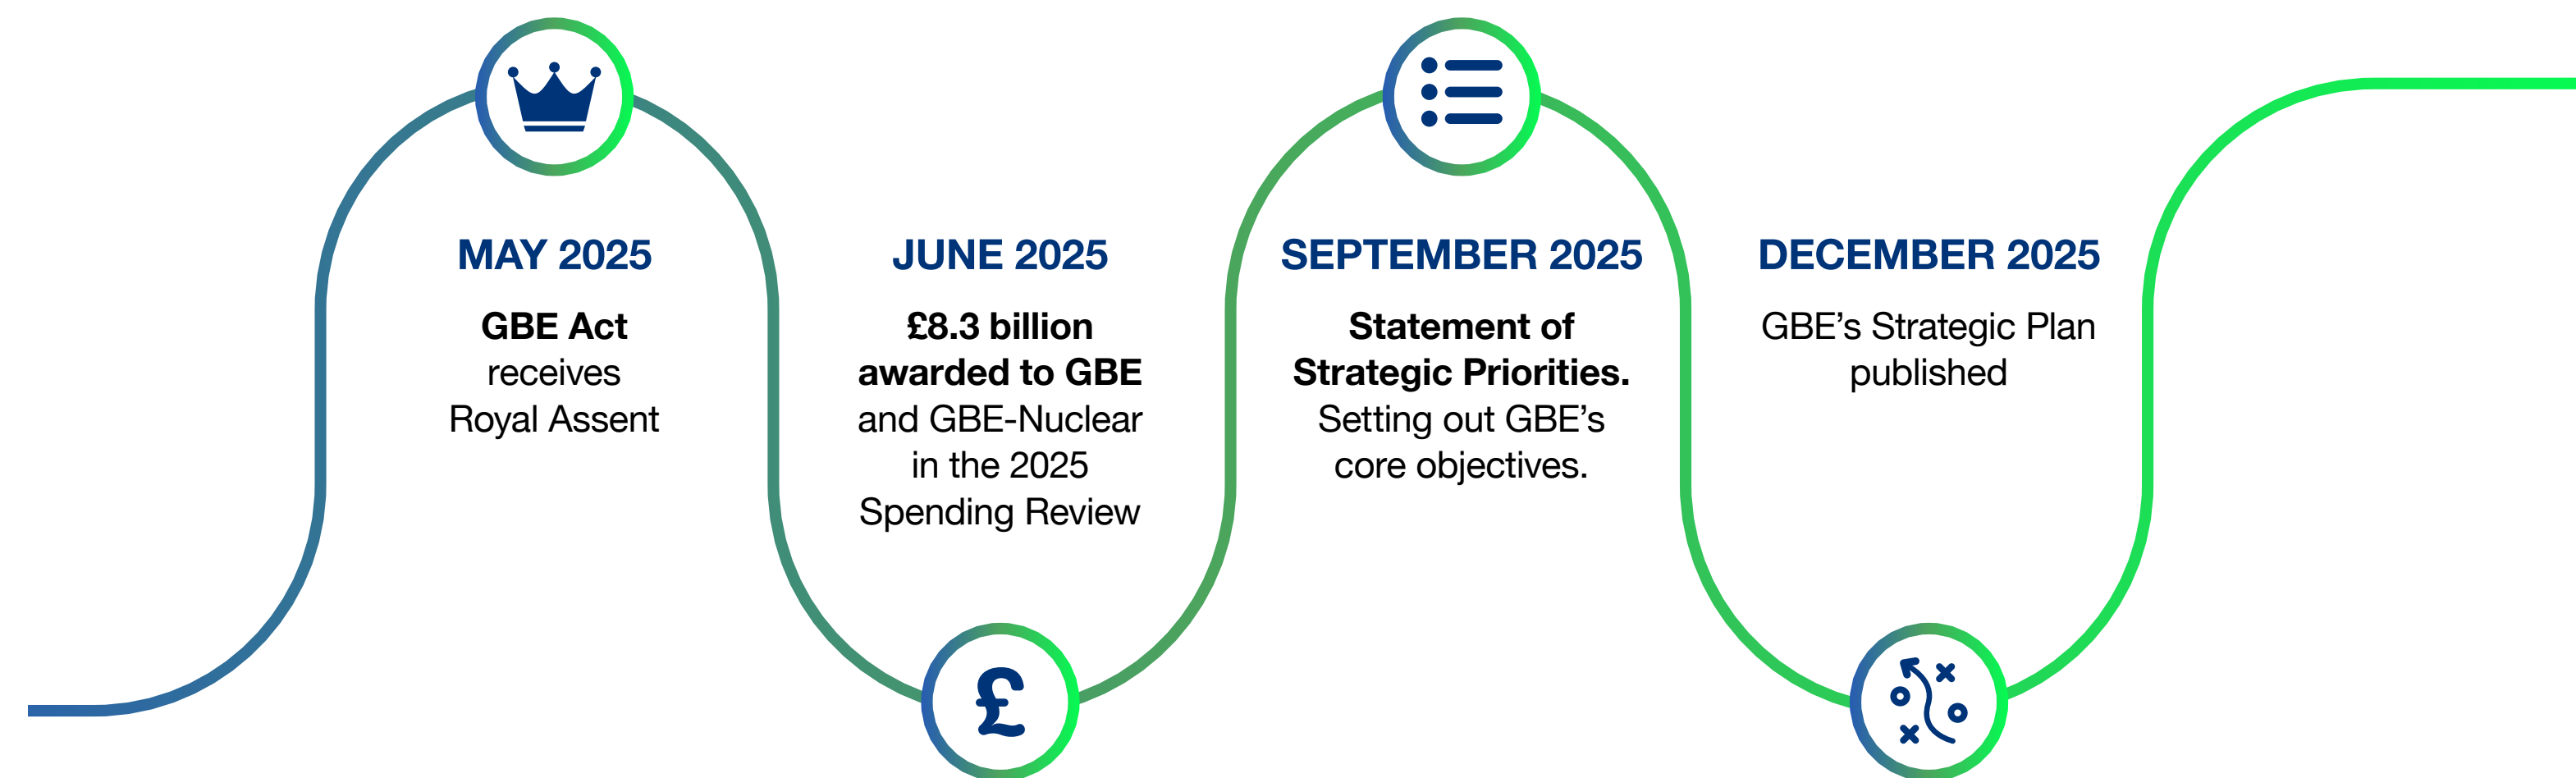 MAY 2025
GBE Act
receives
Royal Assent
JUNE 2025
£8.3 billion
awarded to GBE
and GBE-Nuclear
in the 2025
Spending Review
SEPTEMBER 2025
Statement of
Strategic Priorities.
Setting out GBE’s
core objectives.
DECEMBER 2025
GBE’s Strategic Plan
published
£